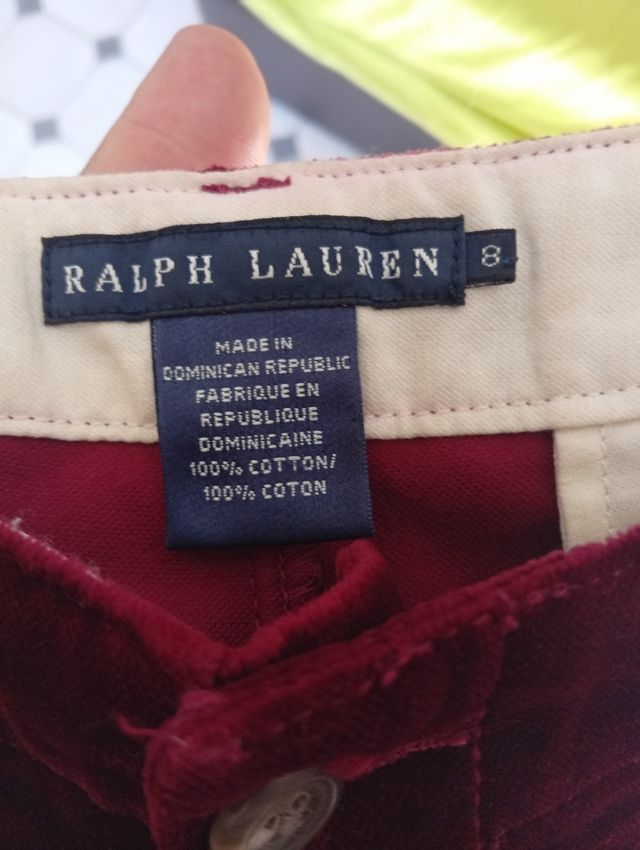 RALPH LAUREN
8
MADE IN
DOMINICAN REPUBLIC
FABRIQUE EN
REPUBLIQUE
DOMINICAINE
100% COTTON/
100% COTON